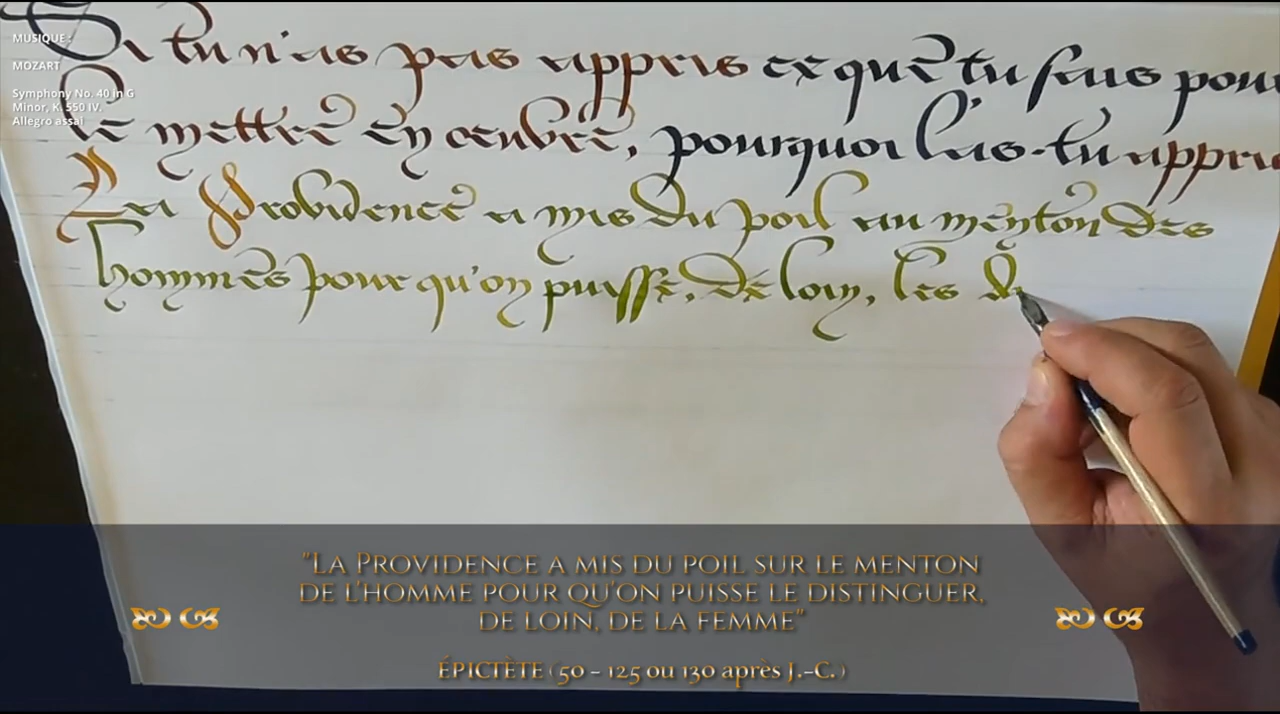 MUSIQUE :
MOZART
Symphony No. 40 in G
Minor, K. 550 IV.
Allegro assai
Si tu n'as pas appris ce que tu sais pour
le mettre en oeuvre, pourquoi l'as-tu appris
La Providence a mis du poil au menton des
hommes pour qu'on puisse, de loin, les di
"La Providence a mis du poil sur le menton
de l'homme pour qu'on puisse le distinguer,
de loin, de la femme"
ÉPICTÈTE ( 50 – 125 ou 130 après J.-C. )